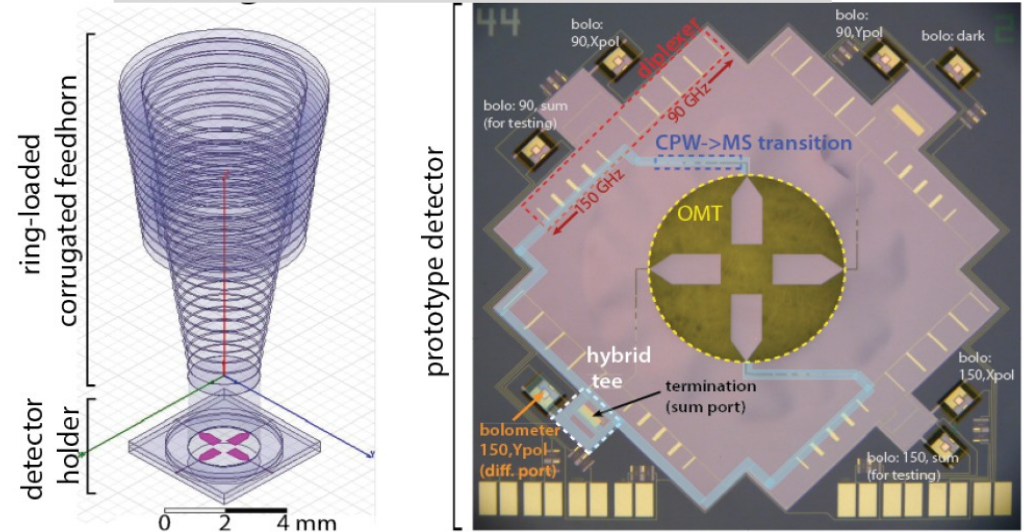 ring-loaded
corrugated feedhorn
detector
holder
0 2 4 mm
prototype detector
44
2
bolo:
90,Xpol
diplexer
90 GHz
150 GHz
bolo:
90,Ypol
bolo: dark
bolo: 90, sum
(for testing)
CPW->MS transition
OMT
hybrid
tee
termination
(sum port)
bolometer
150,Ypol
(diff. port)
bolo:
150,Xpol
bolo: 150, sum
(for testing)